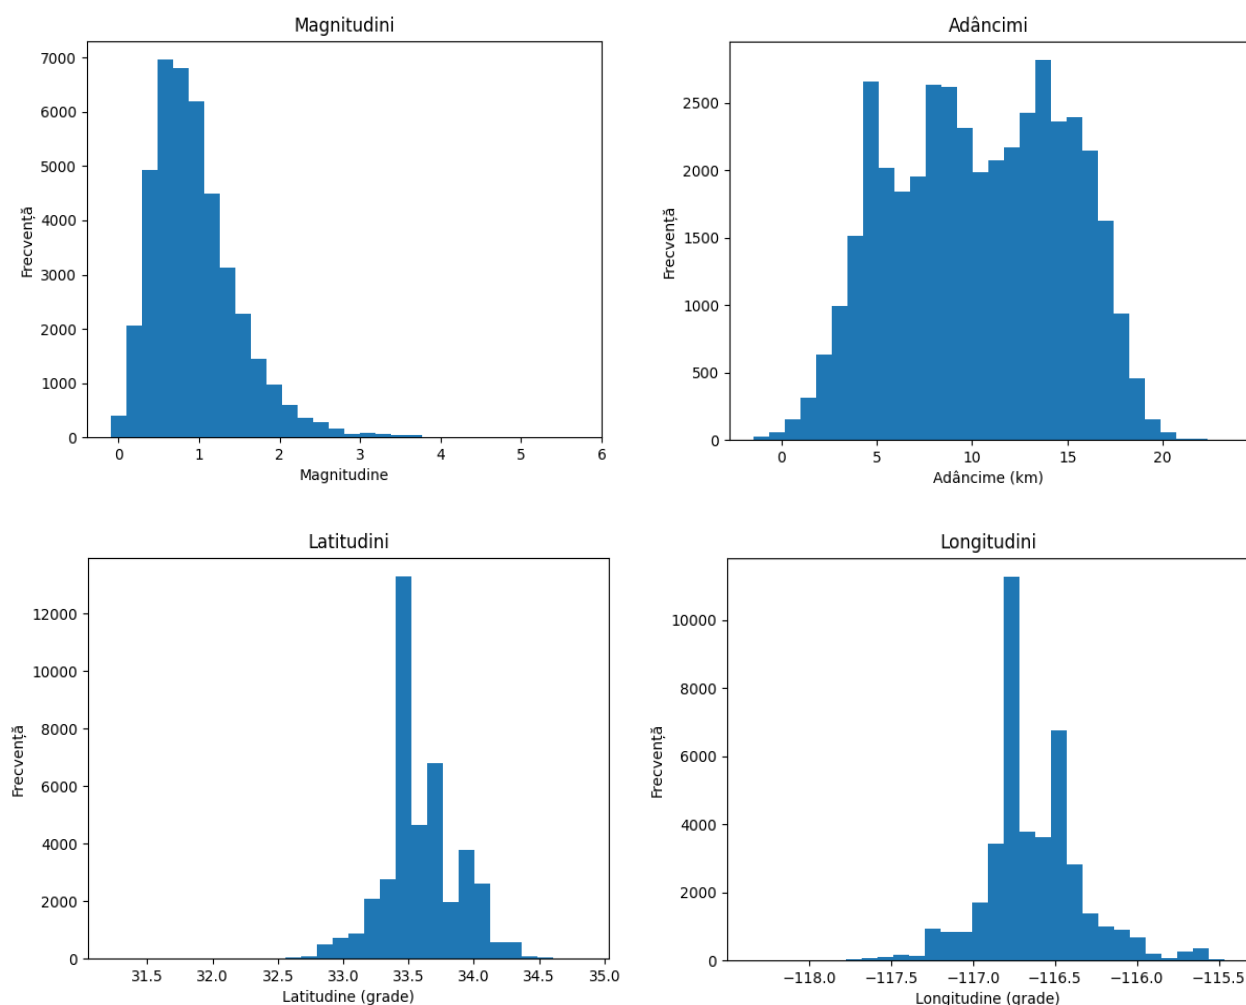 Magnitudini
7000
6000
5000
4000
3000
2000
1000
0
Frecvență
0 1 2 3 4 5 6
Magnitudine
Adâncimi
2500
2000
1500
1000
500
0
Frecvență
0 5 10 15 20
Adâncime (km)
Latitudini
12000
10000
8000
6000
4000
2000
0
Frecvență
31.5 32.0 32.5 33.0 33.5 34.0 34.5 35.0
Latitudine (grade)
Longitudini
10000
8000
6000
4000
2000
0
Frecvență
−118.0 −117.5 −117.0 −116.5 −116.0 −115.5
Longitudine (grade)